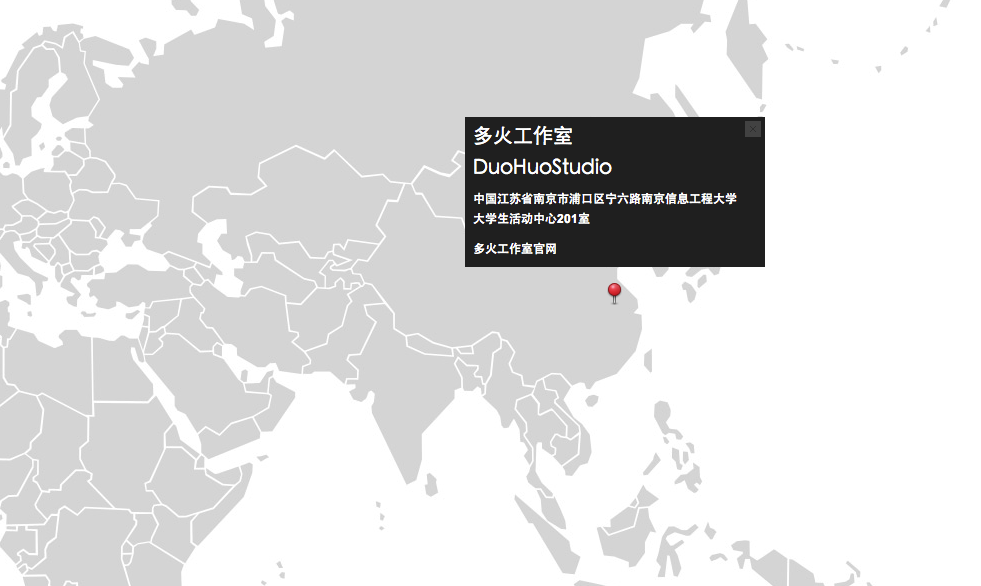 多火工作室
DuoHuoStudio
中国江苏省南京市浦口区宁六路南京信息工程大学
大学生活动中心201室
多火工作室官网